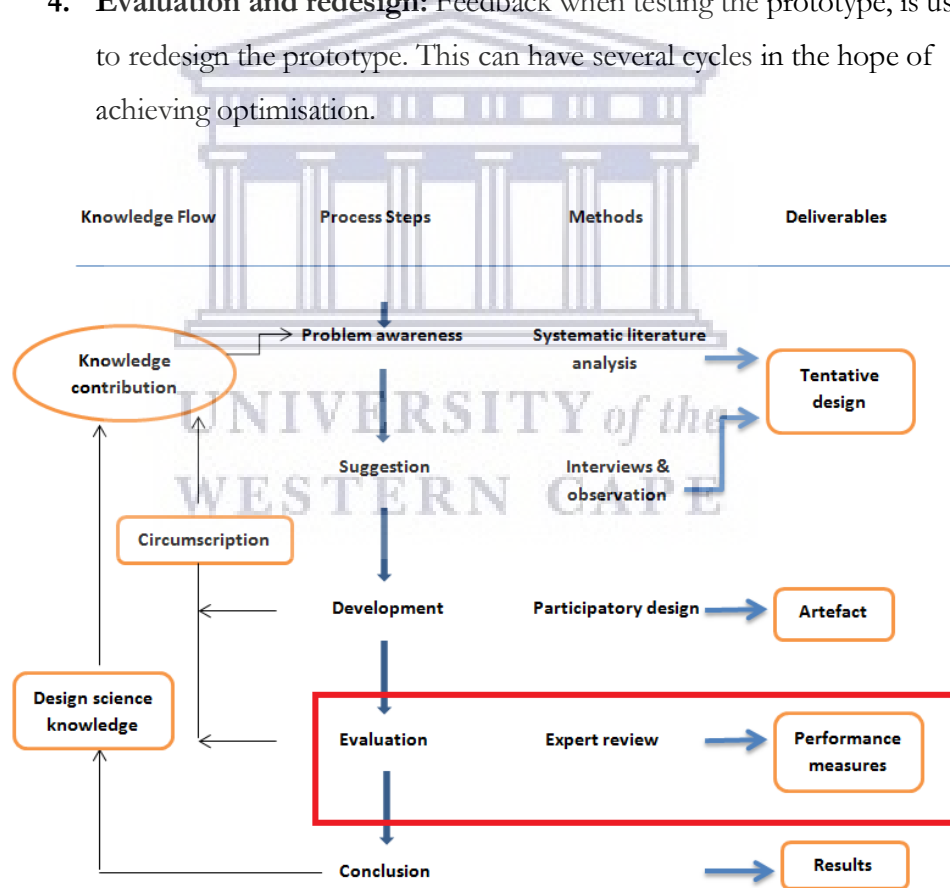 4. Evaluation and redesign: Feedback when testing the prototype, is
to redesign the prototype. This can have several cycles in the hope of
achieving optimisation.
Knowledge Flow Process Steps Methods Deliverables
Problem awareness Systematic literature
analysis
Knowledge
contribution
Tentative
design
UNIVERSITY of the
WESTERN CAPE
Suggestion Interviews &
observation
Circumscription
Development Participatory design Artefact
Design science
knowledge
Evaluation Expert review Performance
measures
Conclusion Results